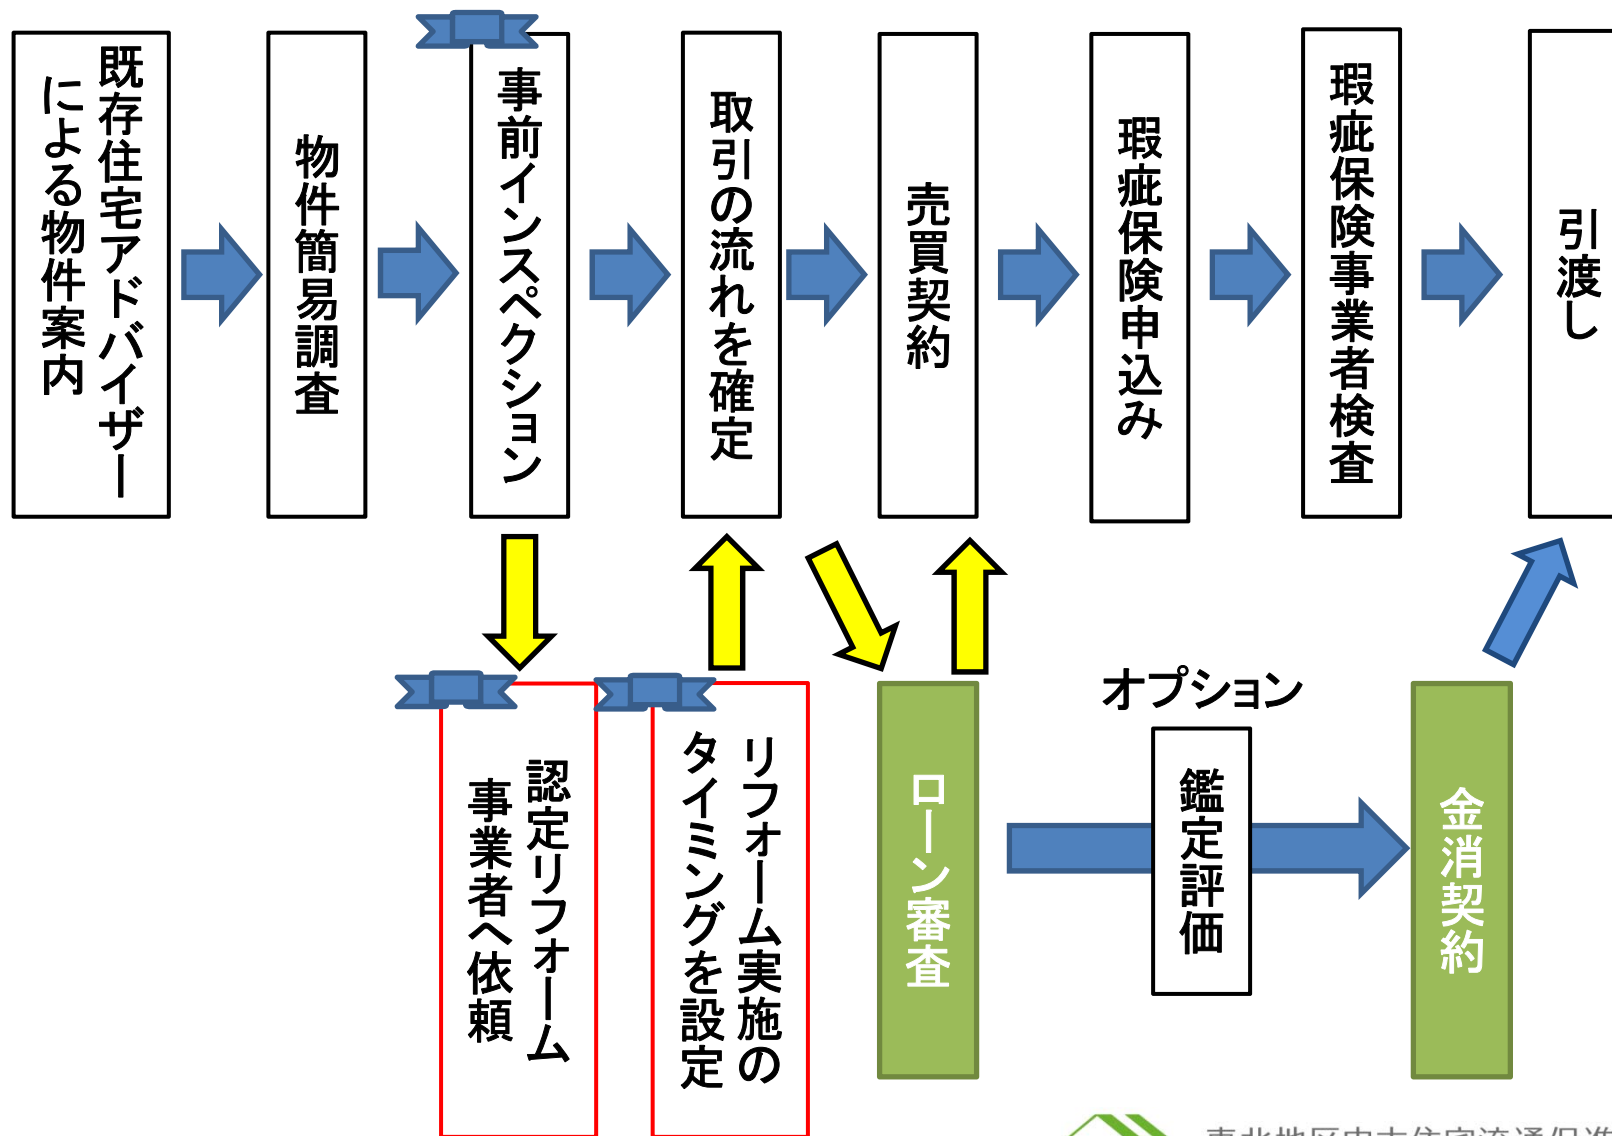 既存住宅アドバイザー
による物件案内
物件簡易調査
事前インスペクション
取引の流れを確定
売買契約
瑕疵保険申込み
瑕疵保険事業者検査
引渡し
認定リフォーム
事業者へ依頼
リフォーム実施の
タイミングを設定
ローン審査
オプション
鑑定評価
金消契約